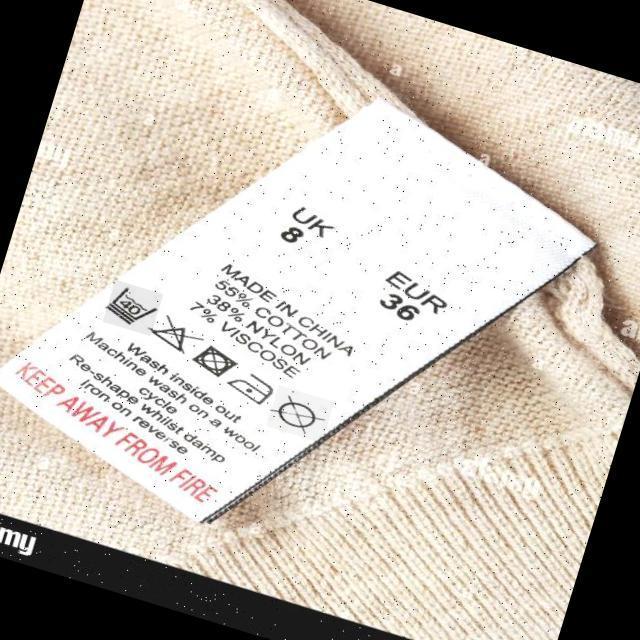 UK
8
EUR
36
MADE IN CHINA
55% COTTON
38% NYLON
7% VISCOSE
30
Wash inside out
Machine wash on a wool
cycle
Re-shape whilst damp
Iron on reverse
KEEP AWAY FROM FIRE
my